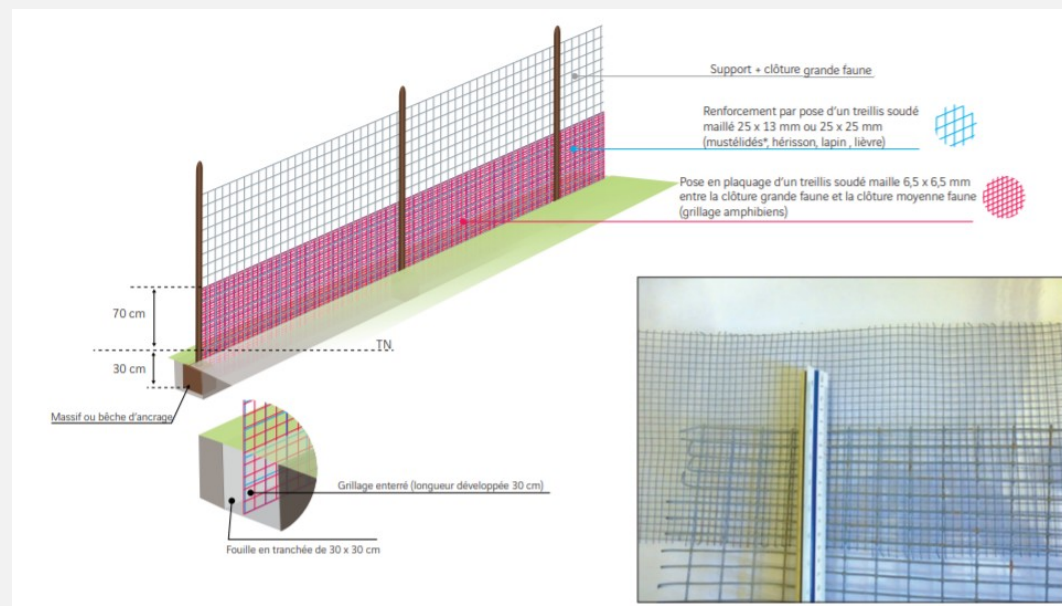 Support + clôture grande faune
Renforcement par pose d'un treillis soudé
maillé 25 x 13 mm ou 25 x 25 mm
(mustélidés*, hérisson, lapin , lièvre)
Pose en plaquage d'un treillis soudé maille 6,5 x 6,5 mm
entre la clôture grande faune et la clôture moyenne faune
(grillage amphibiens)
70 cm
TN
30 cm
Massif ou bêche d'ancrage
Grillage enterré (longueur développée 30 cm)
Fouille en tranchée de 30 x 30 cm